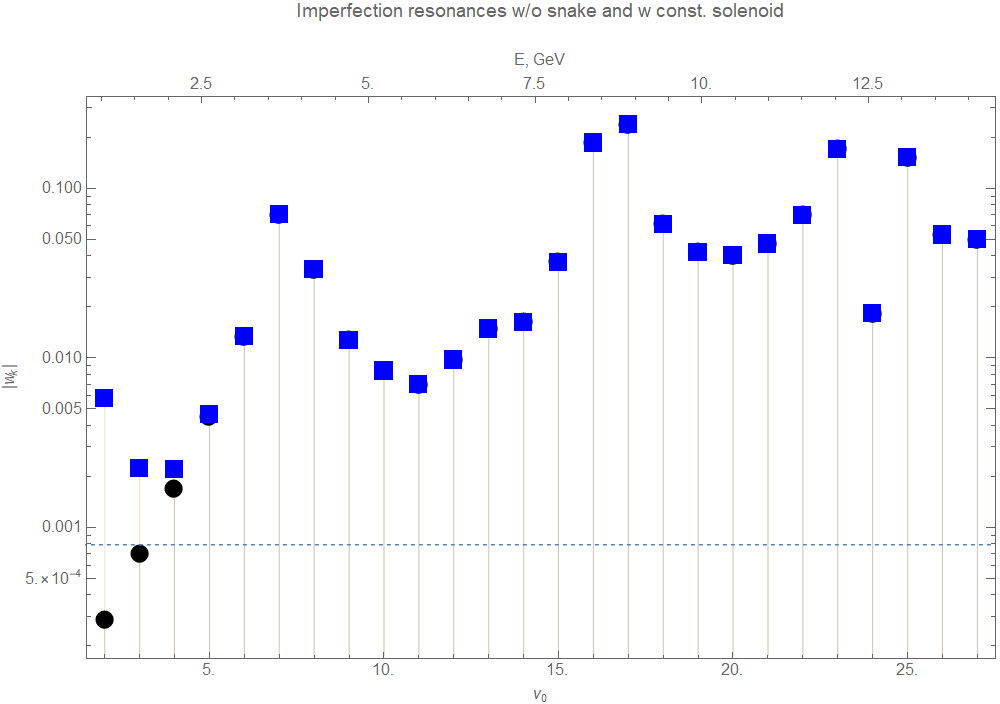 Imperfection resonances w/o snake and w const. solenoid
E, GeV
2.5 5. 7.5 10. 12.5
0.100
0.050
0.010
0.005
0.001
5.×10⁻⁴
|wₖ|
5. 10. 15. 20. 25.
ν₀